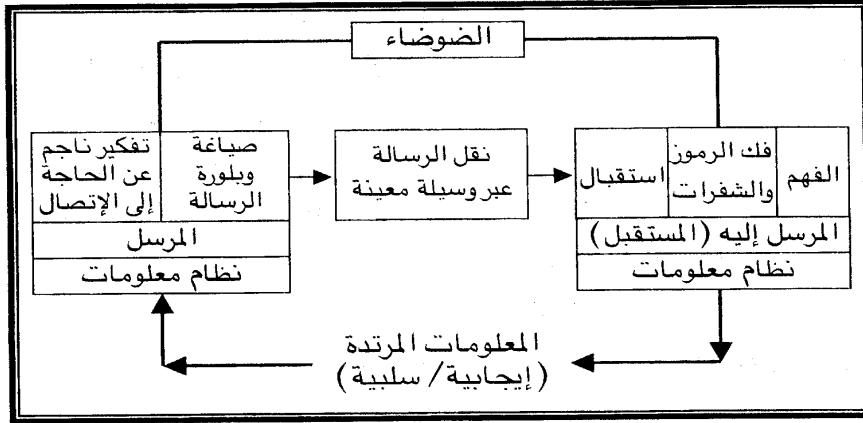 الضوضاء
تفكير ناجم
عن الحاجة
إلى الإتصال
صياغة
وبلورة
الرسالة
المرسل
نظام معلومات
نقل الرسالة
عبر وسيلة معينة
استقبال
فك الرموز
والشفرات
الفهم
المرسل إليه (المستقبل)
نظام معلومات
المعلومات المرتدة
(إيجابية/ سلبية)